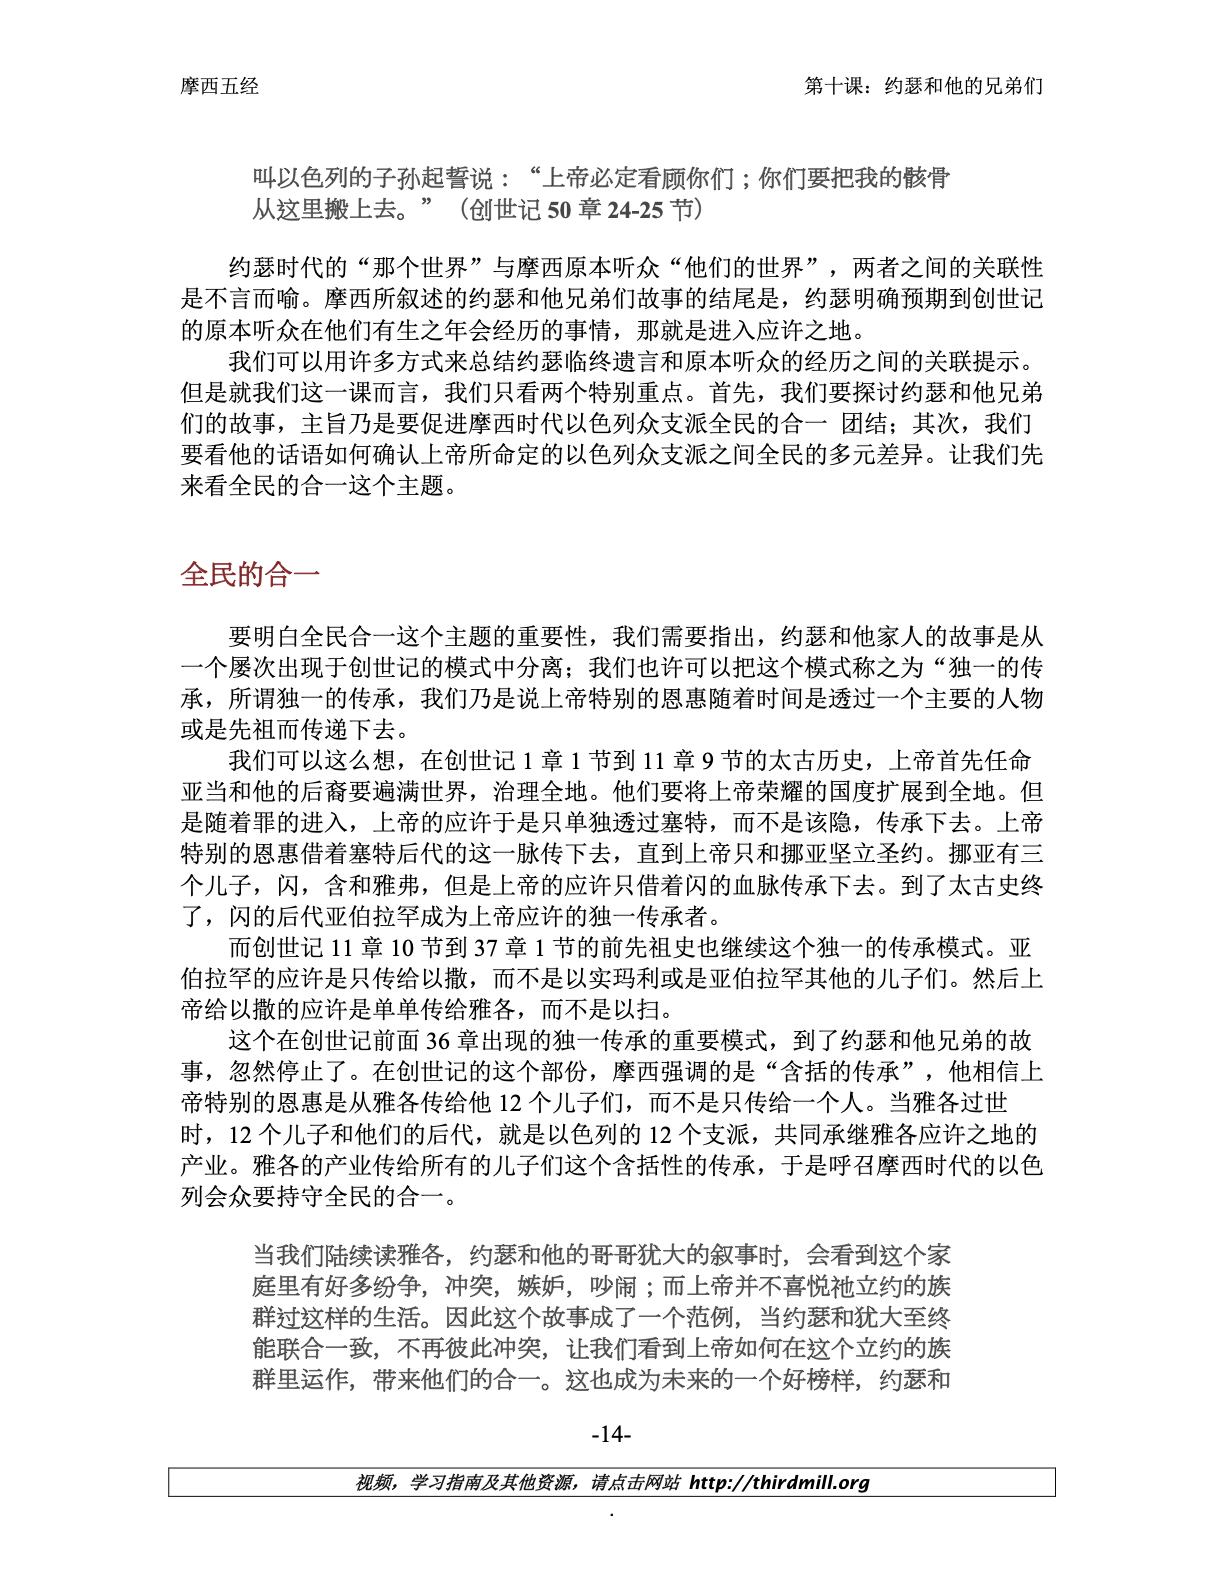 摩西五经 第十课：约瑟和他的兄弟们
叫以色列的子孙起誓说：“上帝必定看顾你们；你们要把我的骸骨
从这里搬上去。”（创世记 50 章 24-25 节）
约瑟时代的“那个世界”与摩西原本听众“他们的世界”，两者之间的关联性
是不言而喻。摩西所叙述的约瑟和他兄弟们故事的结尾是，约瑟明确预期到创世记
的原本听众在他们有生之年会经历的事情，那就是进入应许之地。
我们可以用许多方式来总结约瑟临终遗言和原本听众的经历之间的关联提示。
但是就我们这一课而言，我们只看两个特别重点。首先，我们要探讨约瑟和他兄弟
们的故事，主旨乃是要促进摩西时代以色列众支派全民的合一 团结；其次，我们
要看他的话语如何确认上帝所命定的以色列众支派之间全民的多元差异。让我们先
来看全民的合一这个主题。
全民的合一
要明白全民合一这个主题的重要性，我们需要指出，约瑟和他家人的故事是从
一个屡次出现于创世记的模式中分离；我们也许可以把这个模式称之为“独一的传
承，所谓独一的传承，我们乃是说上帝特别的恩惠随着时间是透过一个主要的人物
或是先祖而传递下去。
我们可以这么想，在创世记 1 章 1 节到 11 章 9 节的太古历史，上帝首先任命
亚当和他的后裔要遍满世界，治理全地。他们要将上帝荣耀的国度扩展到全地。但
是随着罪的进入，上帝的应许于是只单独透过塞特，而不是该隐，传承下去。上帝
特别的恩惠借着塞特后代的这一脉传下去，直到上帝只和挪亚坚立圣约。挪亚有三
个儿子，闪，含和雅弗，但是上帝的应许只借着闪的血脉传承下去。到了太古史终
了，闪的后代亚伯拉罕成为上帝应许的独一传承者。
而创世记 11 章 10 节到 37 章 1 节的前先祖史也继续这个独一的传承模式。亚
伯拉罕的应许是只传给以撒，而不是以实玛利或是亚伯拉罕其他的儿子们。然后上
帝给以撒的应许是单单传给雅各，而不是以扫。
这个在创世记前面 36 章出现的独一传承的重要模式，到了约瑟和他兄弟的故
事，忽然停止了。在创世记的这个部份，摩西强调的是“含括的传承”，他相信上
帝特别的恩惠是从雅各传给他 12 个儿子们，而不是只传给一个人。当雅各过世
时，12 个儿子和他们的后代，就是以色列的 12 个支派，共同承继雅各应许之地的
产业。雅各的产业传给所有的儿子们这个含括性的传承，于是呼召摩西时代的以色
列会众要持守全民的合一。
当我们陆续读雅各，约瑟和他的哥哥犹大的叙事时，会看到这个家
庭里有好多纷争，冲突，嫉妒，吵闹；而上帝并不喜悦祂立约的族
群过这样的生活。因此这个故事成了一个范例，当约瑟和犹大至终
能联合一致，不再彼此冲突，让我们看到上帝如何在这个立约的族
群里运作，带来他们的合一。这也成为未来的一个好榜样，约瑟和
-14-
视频，学习指南及其他资源，请点击网站 http://thirdmill.org
.